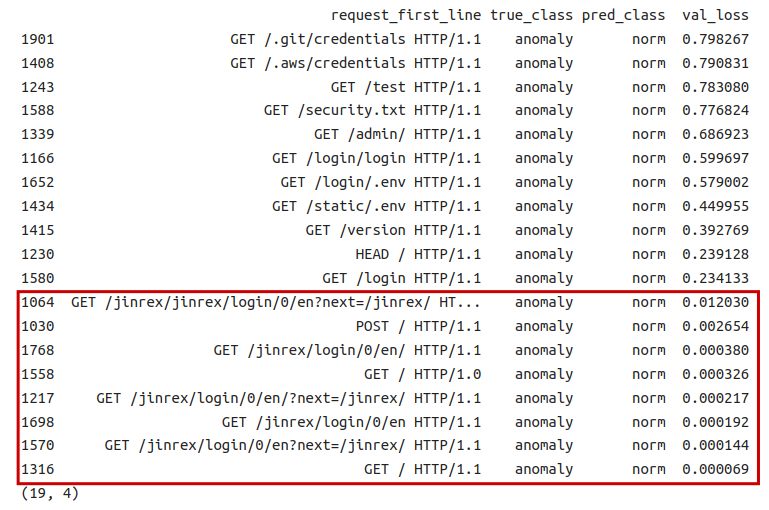 request_first_line true_class pred_class val_loss
1901 GET /.git/credentials HTTP/1.1 anomaly norm 0.798267
1408 GET /.aws/credentials HTTP/1.1 anomaly norm 0.790831
1243 GET /test HTTP/1.1 anomaly norm 0.783080
1588 GET /security.txt HTTP/1.1 anomaly norm 0.776824
1339 GET /admin/ HTTP/1.1 anomaly norm 0.686923
1166 GET /login/login HTTP/1.1 anomaly norm 0.599697
1652 GET /login/.env HTTP/1.1 anomaly norm 0.579002
1434 GET /static/.env HTTP/1.1 anomaly norm 0.449955
1415 GET /version HTTP/1.1 anomaly norm 0.392769
1230 HEAD / HTTP/1.1 anomaly norm 0.239128
1580 GET /login HTTP/1.1 anomaly norm 0.234133
1064 GET /jinrex/jinrex/login/0/en?next=/jinrex/ HT... anomaly norm 0.012030
1030 POST / HTTP/1.1 anomaly norm 0.002654
1768 GET /jinrex/login/0/en/ HTTP/1.1 anomaly norm 0.000380
1558 GET / HTTP/1.0 anomaly norm 0.000326
1217 GET /jinrex/login/0/en/?next=/jinrex/ HTTP/1.1 anomaly norm 0.000217
1698 GET /jinrex/login/0/en HTTP/1.1 anomaly norm 0.000192
1570 GET /jinrex/login/0/en?next=/jinrex/ HTTP/1.1 anomaly norm 0.000144
1316 GET / HTTP/1.1 anomaly norm 0.000069
(19, 4)